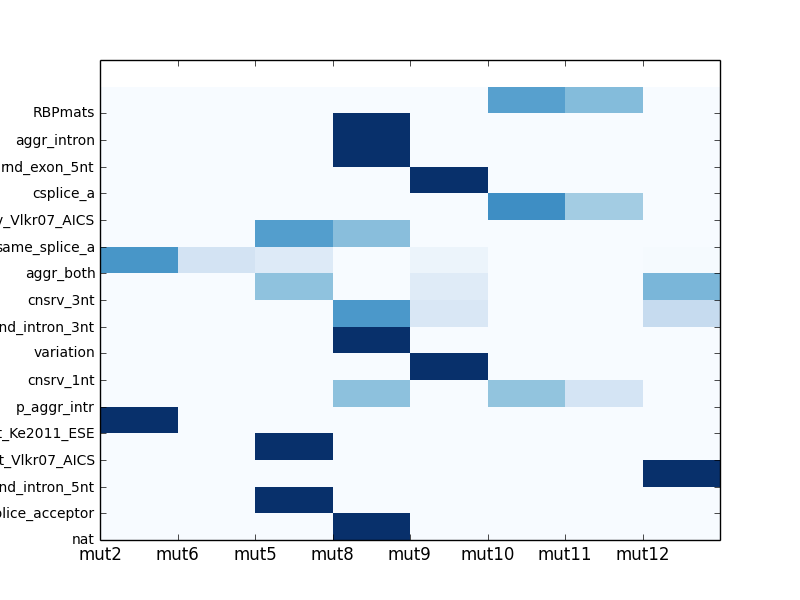 RBPmats
aggr_intron
rnd_exon_5nt
csplice_a
_Vlkr07_AICS
same_splice_a
aggr_both
cnsrv_3nt
nd_intron_3nt
variation
cnsrv_1nt
p_aggr_intr
t_Ke2011_ESE
t_Vlkr07_AICS
nd_intron_5nt
plice_acceptor
nat
mut2 mut6 mut5 mut8 mut9 mut10 mut11 mut12